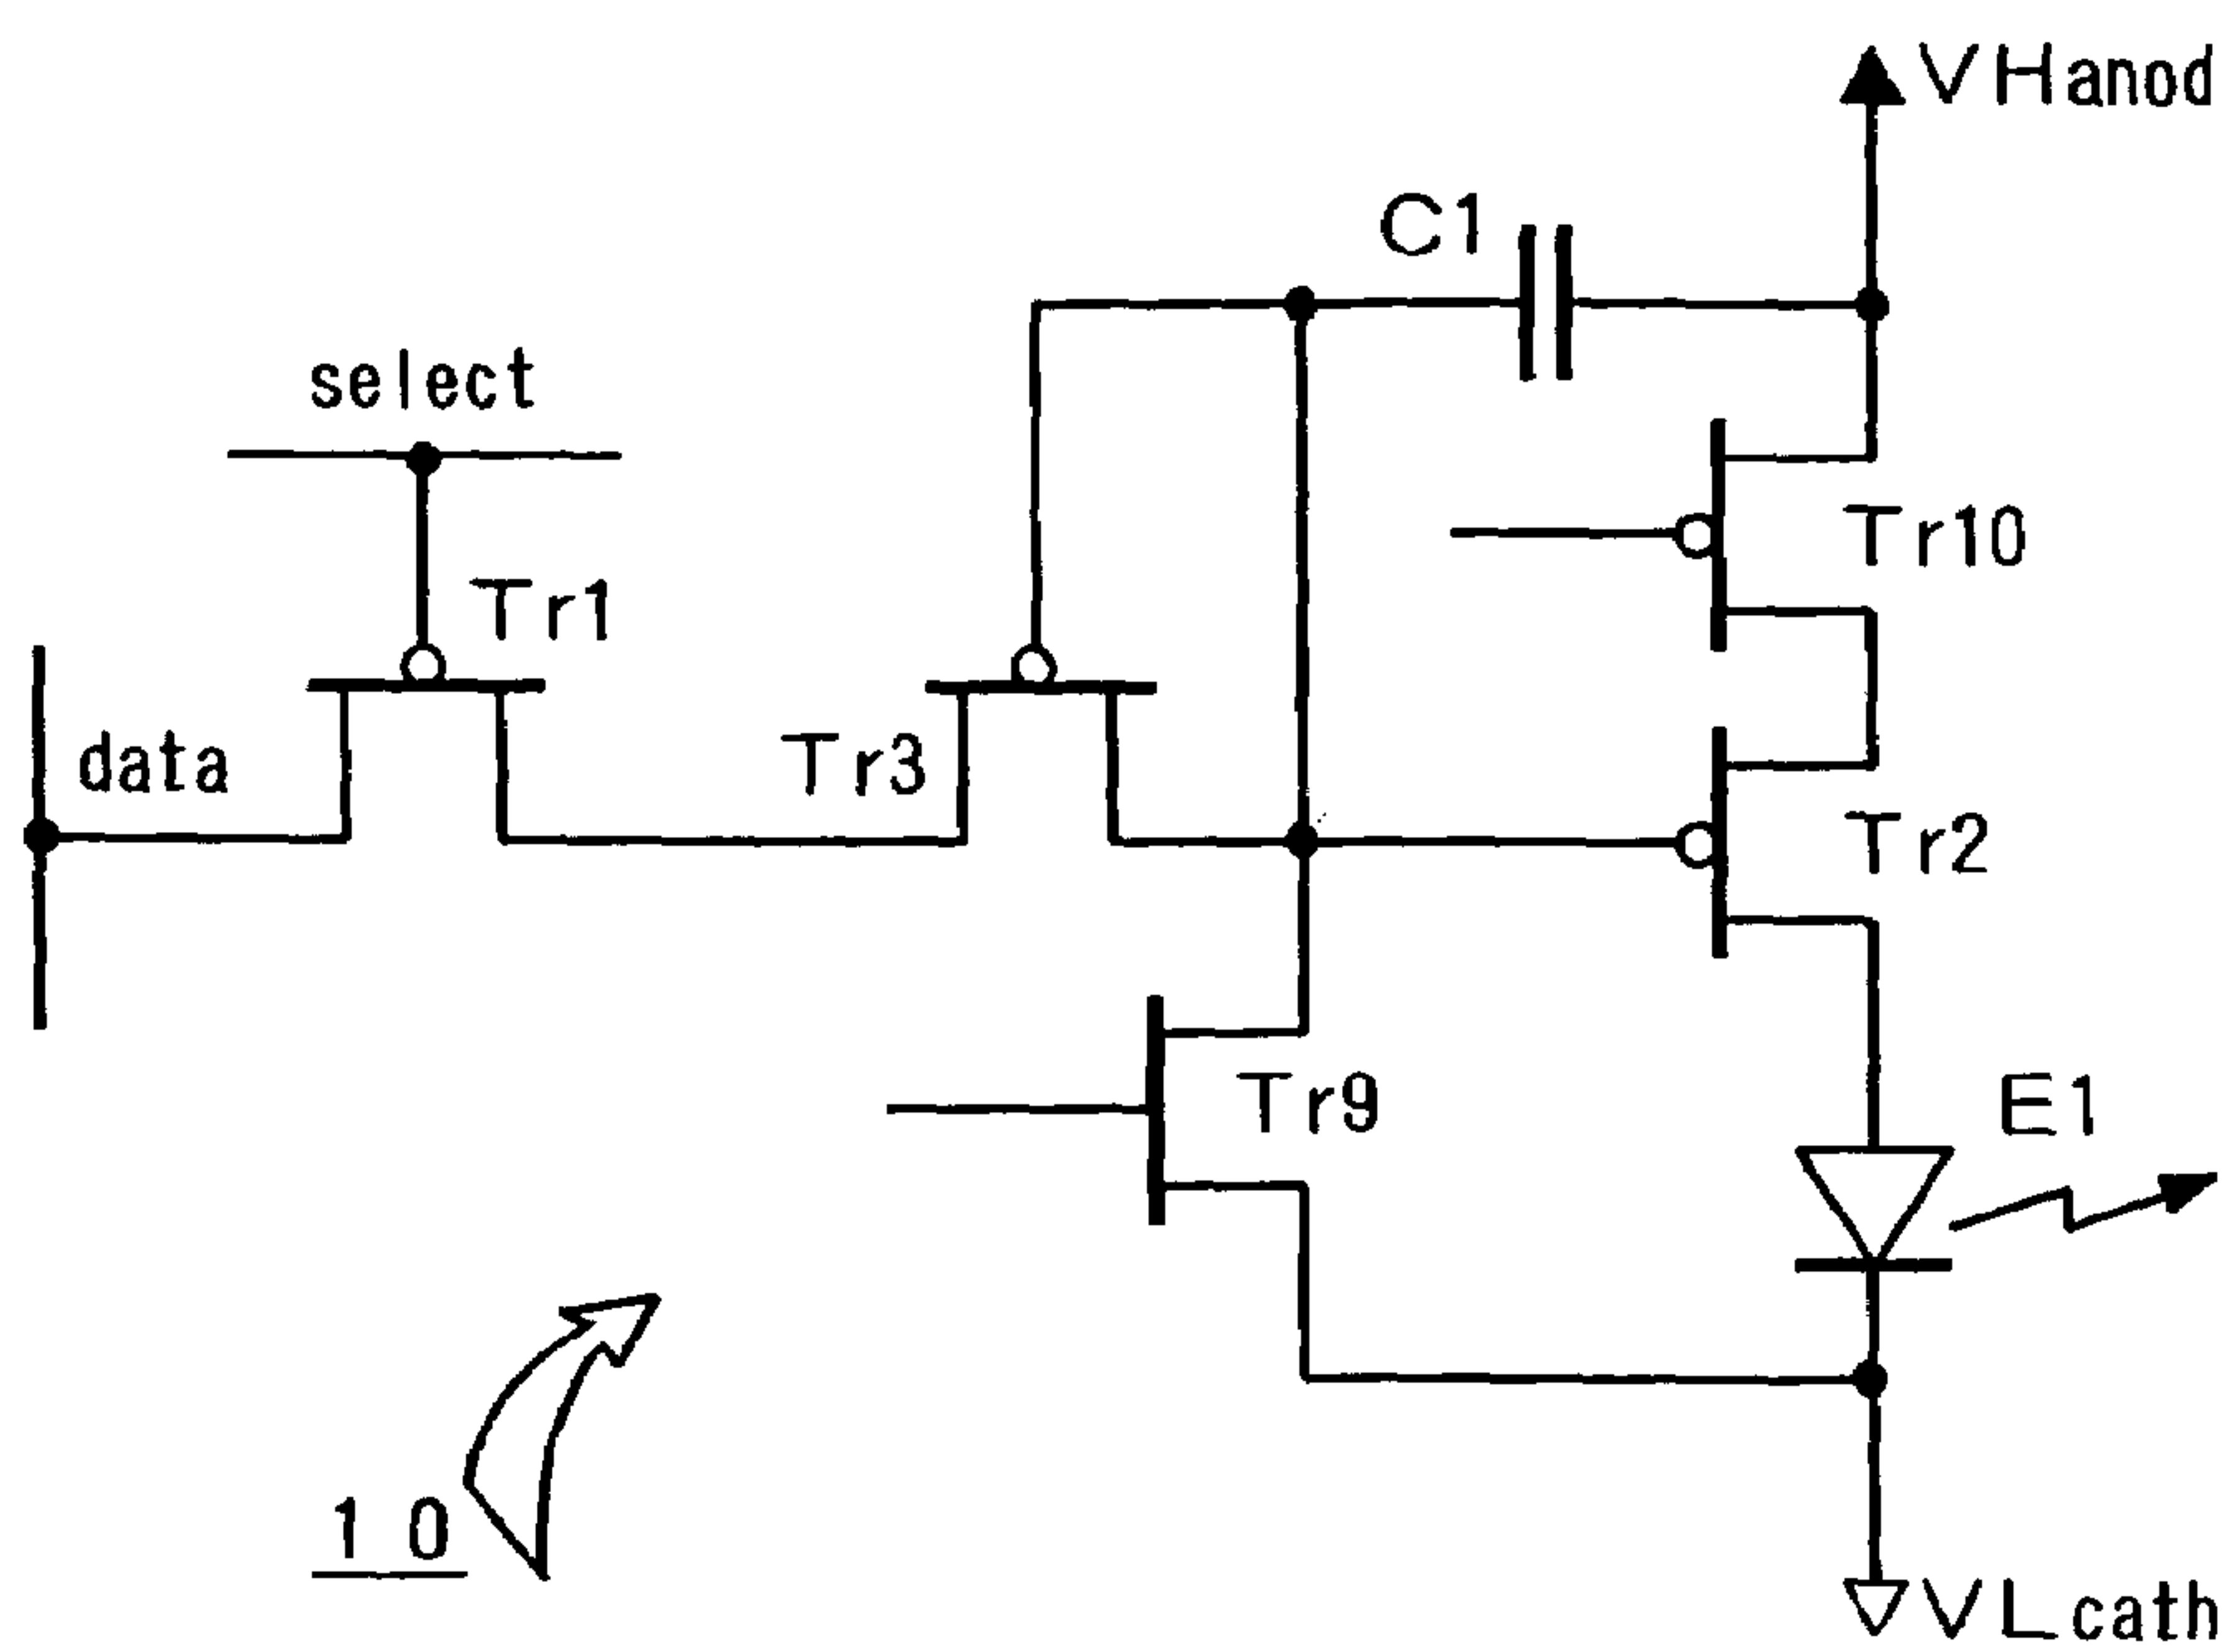 VHanod
C1
select
Tr10
Tr1
data
Tr3
Tr2
Tr9
E1
10
VLcath